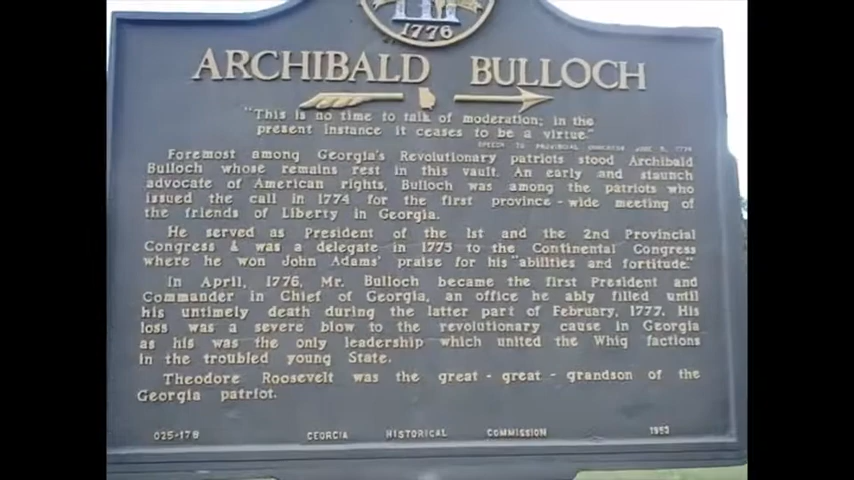 1776
ARCHIBALD BULLOCH
"This is no time to talk of moderation; in the
present instance it ceases to be a virtue."
SPEECH TO PROVINCIAL CONGRESS JUNE
Foremost among Georgia's Revolutionary patriots stood Archibald
Bulloch whose remains rest in this vault. An early and staunch
advocate of American rights, Bulloch was among the patriots who
issued the call in 1774 for the first province-wide meeting of
the friends of Liberty in Georgia.
He served as President of the 1st and the 2nd Provincial
Congress & was a delegate in 1775 to the Continental Congress
where he won John Adams' praise for his "abilities and fortitude."
In April, 1776, Mr. Bulloch became the first President and
Commander in Chief of Georgia, an office he ably filled until
his untimely death during the latter part of February, 1777. His
loss was a severe blow to the revolutionary cause in Georgia
as his was the only leadership which united the Whig factions
in the troubled young State.
Theodore Roosevelt was the great-great-grandson of the
Georgia patriot.
025-178 GEORGIA HISTORICAL COMMISSION 1953